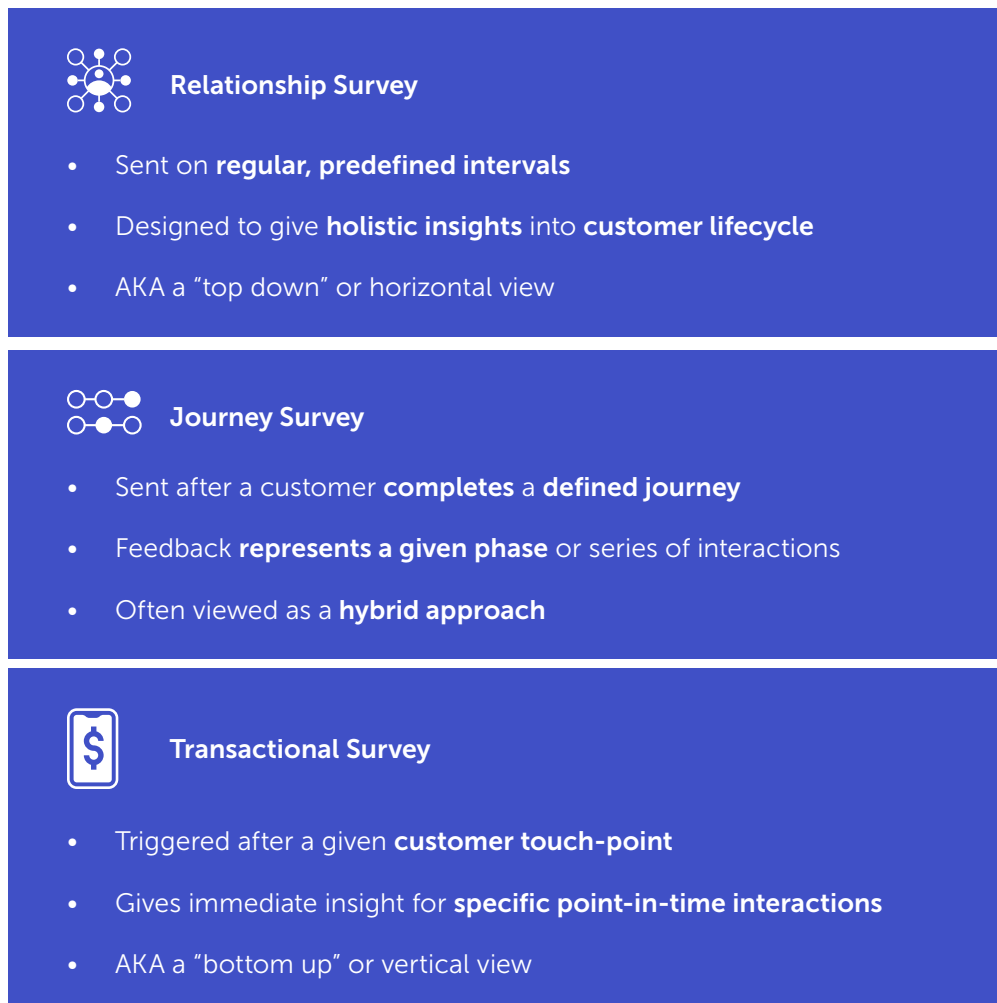 Relationship Survey
• Sent on regular, predefined intervals
• Designed to give holistic insights into customer lifecycle
• AKA a “top down” or horizontal view
Journey Survey
• Sent after a customer completes a defined journey
• Feedback represents a given phase or series of interactions
• Often viewed as a hybrid approach
$
Transactional Survey
• Triggered after a given customer touch-point
• Gives immediate insight for specific point-in-time interactions
• AKA a “bottom up” or vertical view